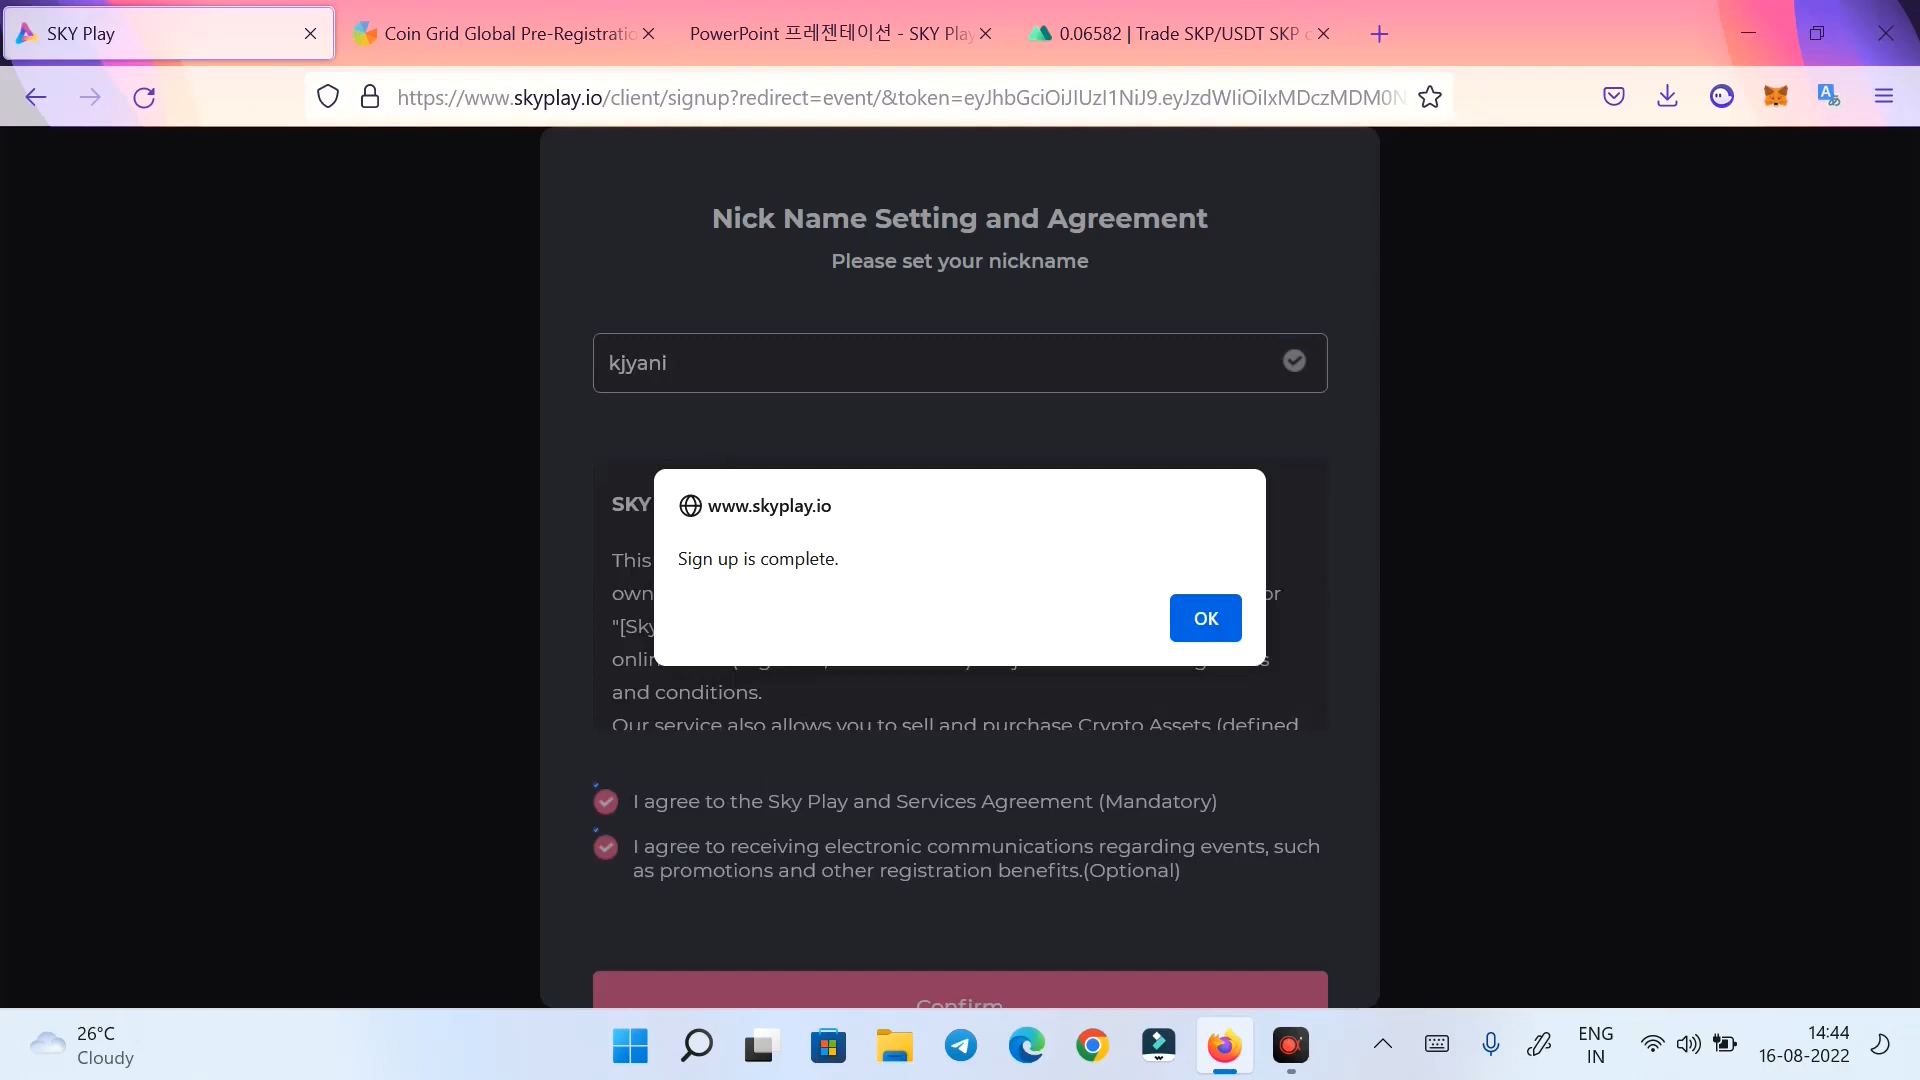 SKY Play
Coin Grid Global Pre-Registratio
PowerPoint 프레젠테이션 - SKY Play
0.06582 | Trade SKP/USDT SKP
https://www.skyplay.io/client/signup?redirect=event/&token=eyJhbGciOiJIUzI1NiJ9.eyJzdWIiOiIxMDczMDM0N
Nick Name Setting and Agreement
Please set your nickname
kjyani
SKY
www.skyplay.io
This
Sign up is complete.
own or
"[Sky
OK
onlin
and conditions.
Our service also allows you to sell and purchase Crypto Assets (defined
I agree to the Sky Play and Services Agreement (Mandatory)
I agree to receiving electronic communications regarding events, such
as promotions and other registration benefits.(Optional)
Confirm
26°C
Cloudy
ENG
IN
14:44
16-08-2022